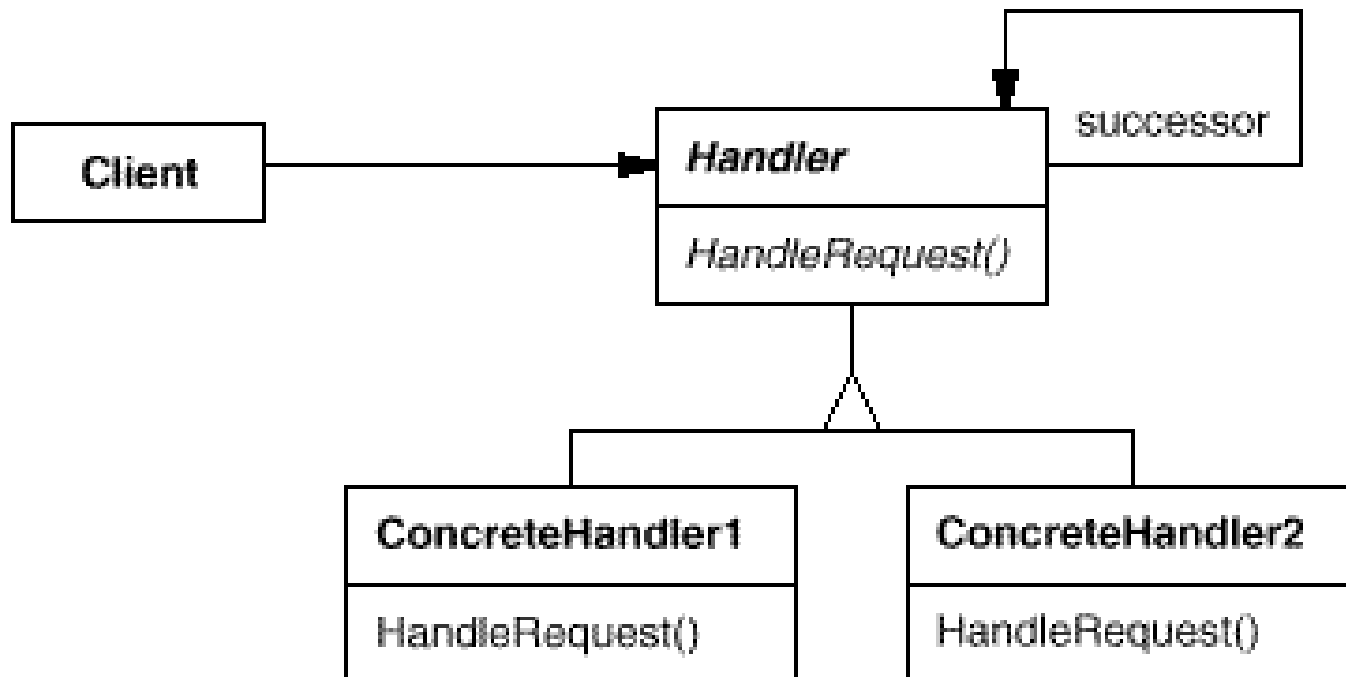 successor
Client
Handler
HandleRequest()
ConcreteHandler1
ConcreteHandler2
HandleRequest()
HandleRequest()